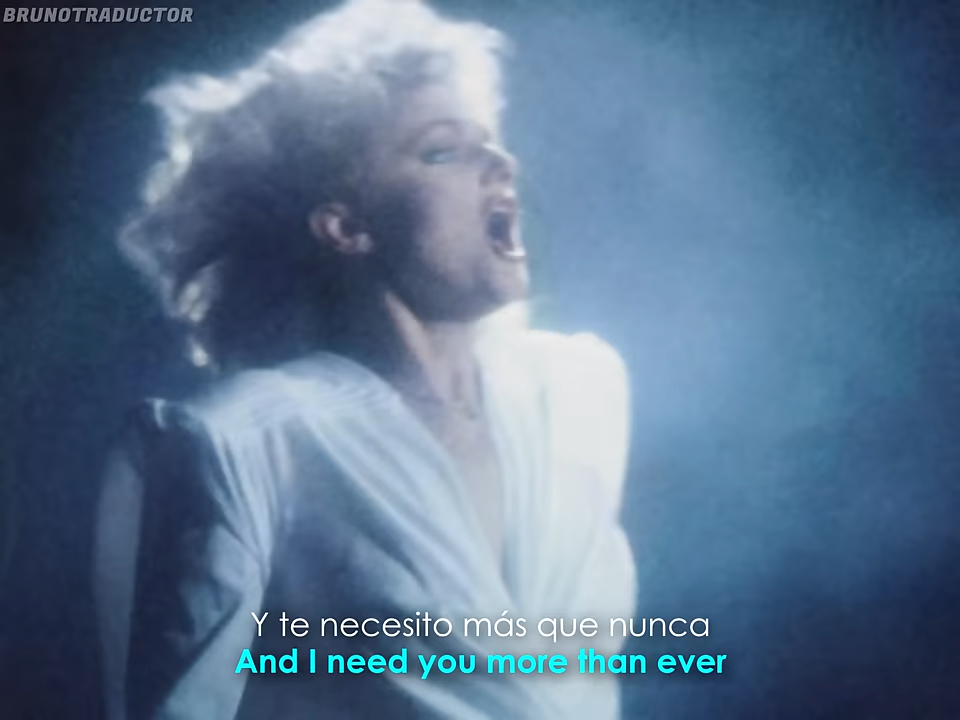 BRUNOTRADUCTOR
Y te necesito más que nunca
And I need you more than ever